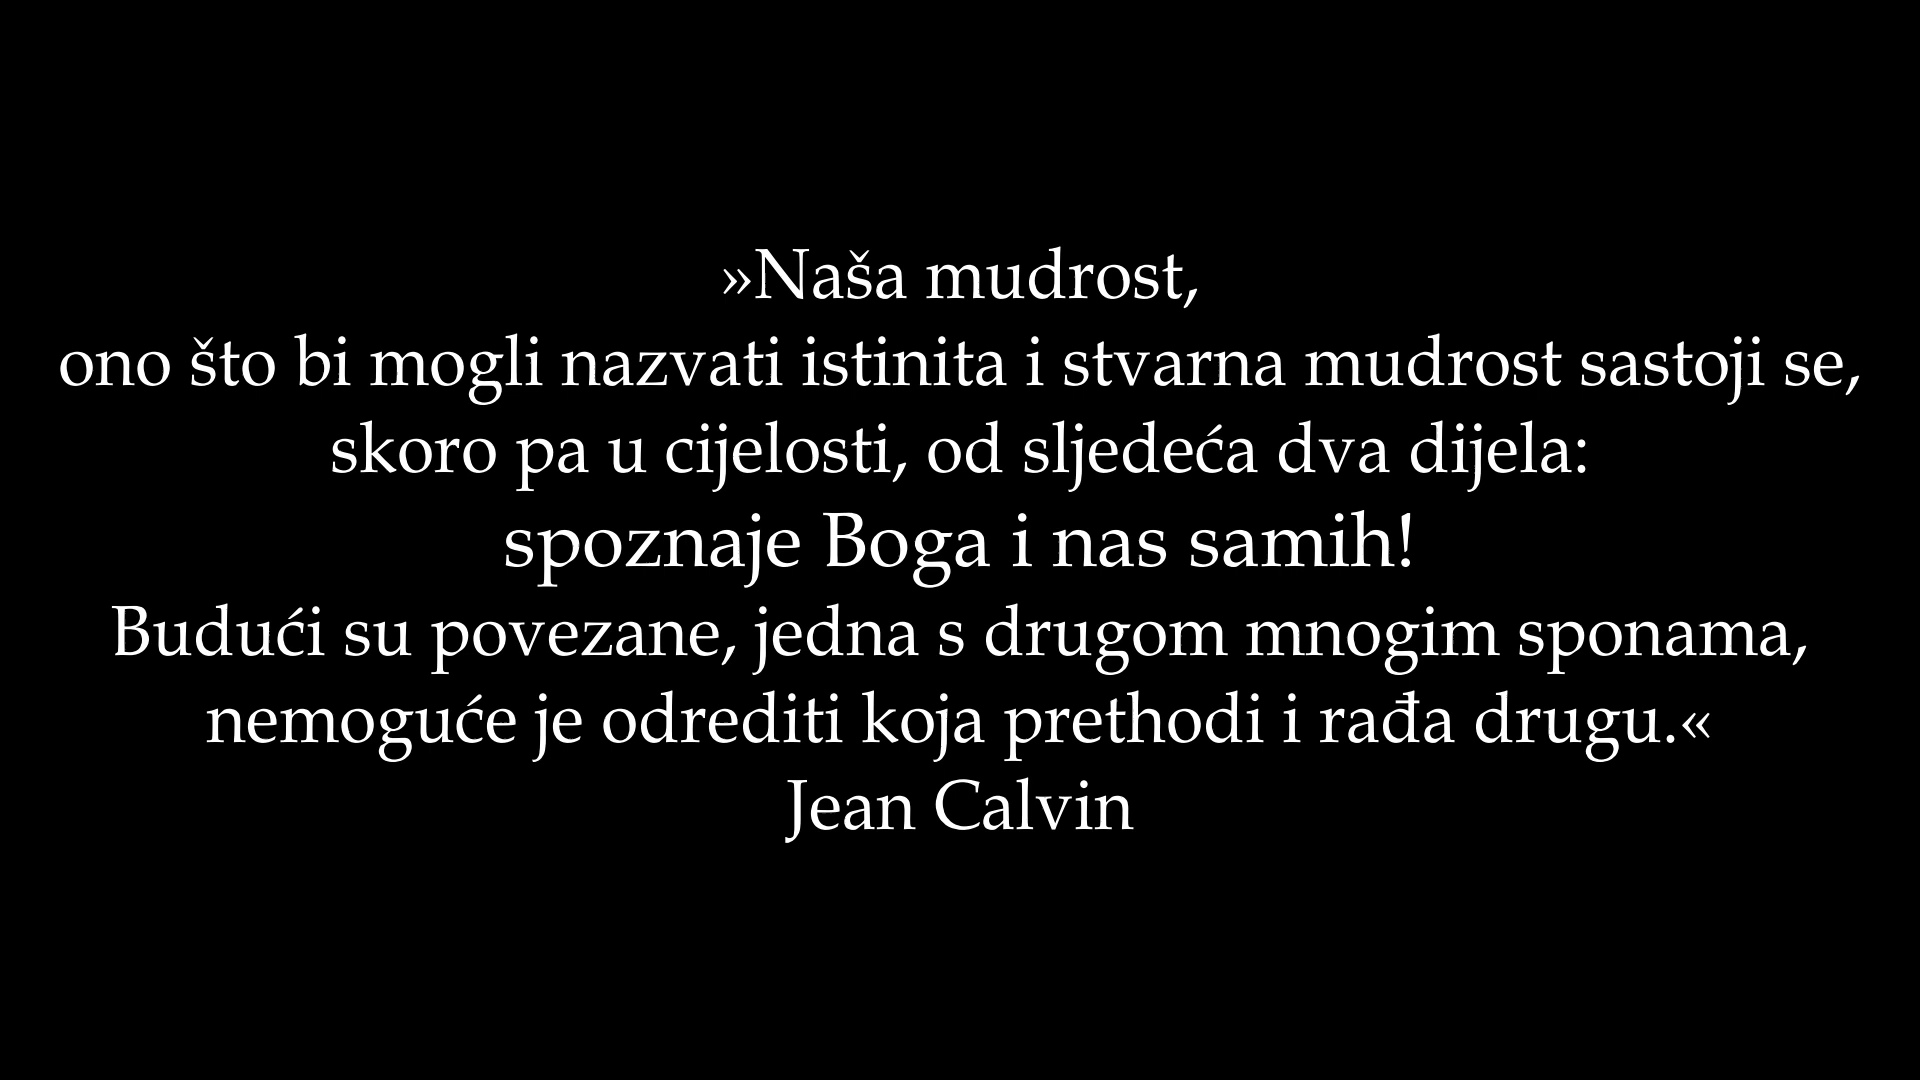 »Naša mudrost,
ono što bi mogli nazvati istinita i stvarna mudrost sastoji se,
skoro pa u cijelosti, od sljedeća dva dijela:
spoznaje Boga i nas samih!
Budući su povezane, jedna s drugom mnogim sponama,
nemoguće je odrediti koja prethodi i rađa drugu.«
Jean Calvin